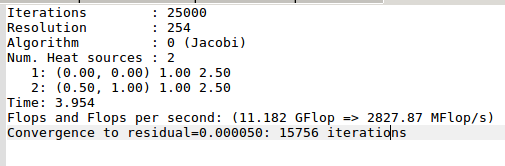 Iterations : 25000
Resolution : 254
Algorithm : 0 (Jacobi)
Num. Heat sources : 2
1: (0.00, 0.00) 1.00 2.50
2: (0.50, 1.00) 1.00 2.50
Time: 3.954
Flops and Flops per second: (11.182 GFlop => 2827.87 MFlop/s)
Convergence to residual=0.000050: 15756 iterations